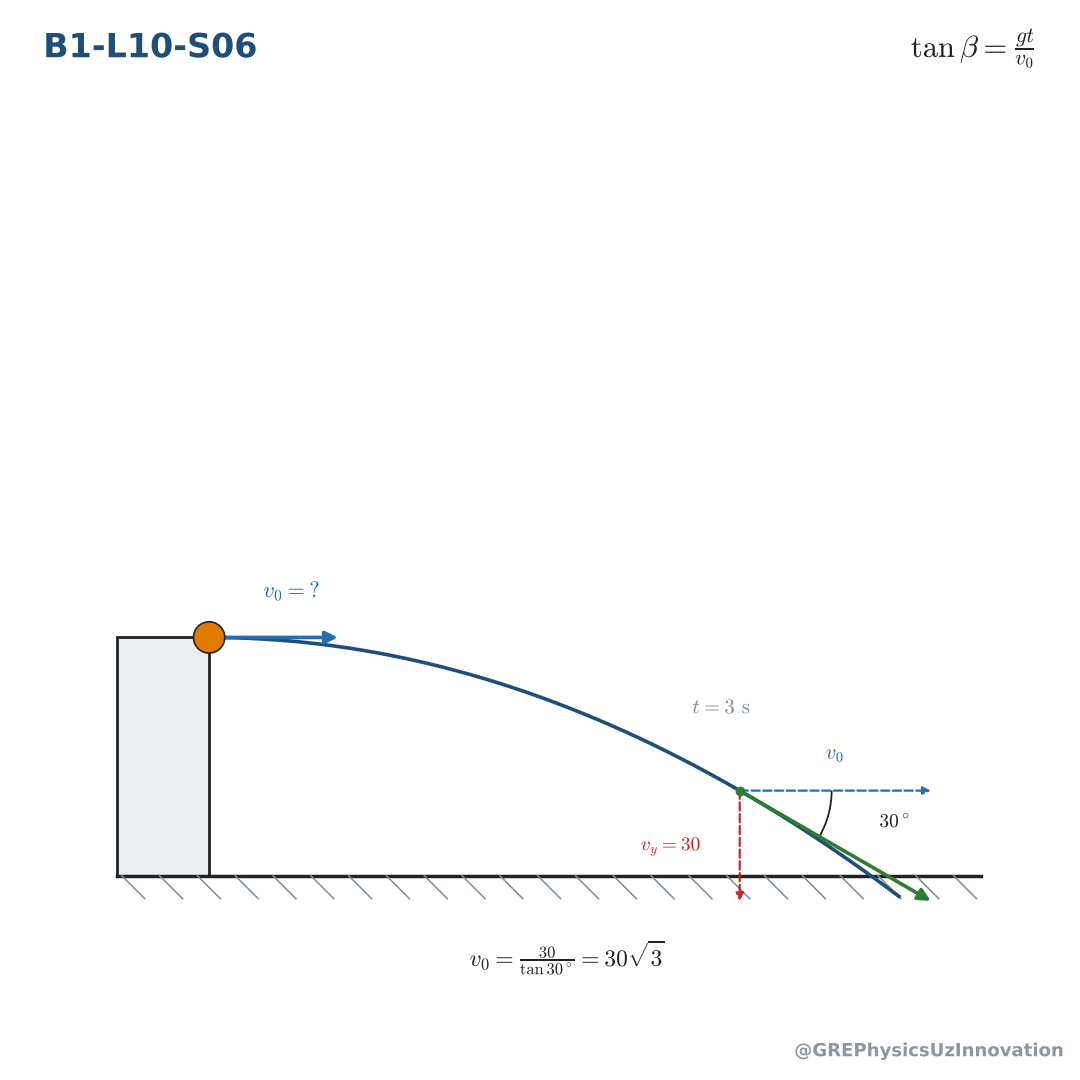 B1-L10-S06
tan β = gt/v₀
v₀ = ?
t = 3 s
v₀
30°
v_y = 30
v₀ = 30/tan 30° = 30√3
@GREPhysicsUzInnovation